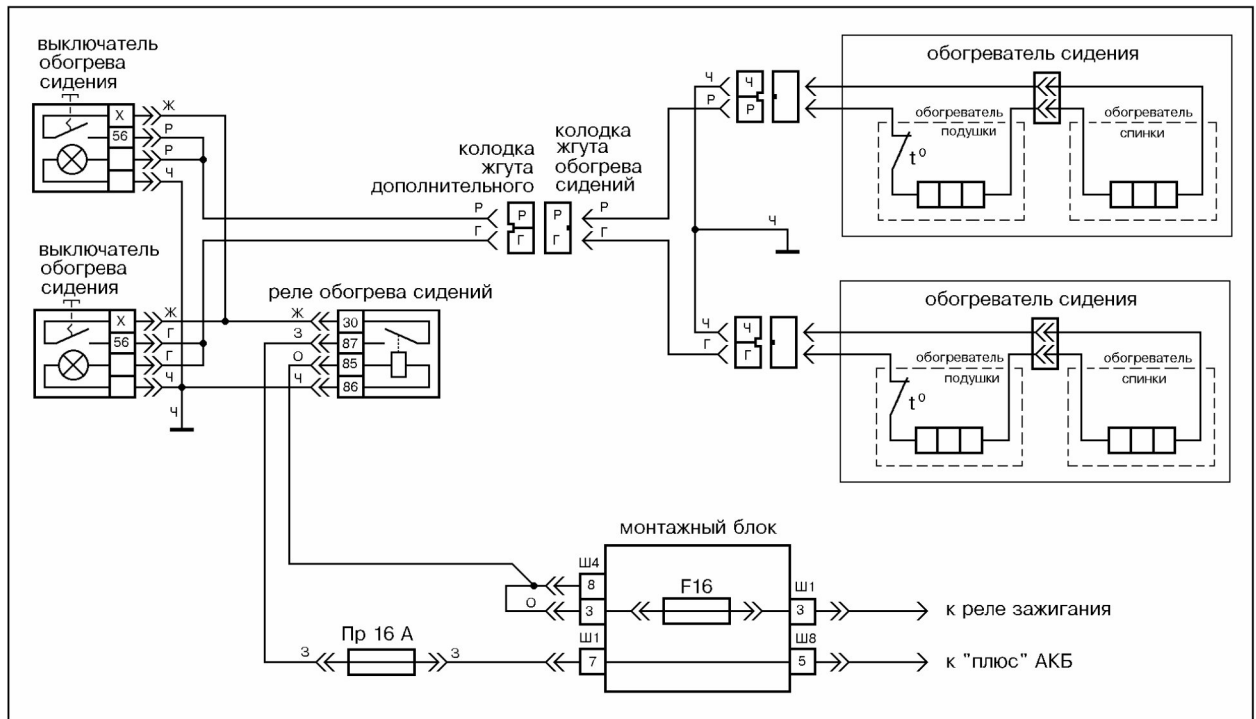 выключатель
обогрева
сидения
Х
56
Ж
Р
Р
Ч
выключатель
обогрева
сидения
Х
56
Ж
Г
Г
Ч
Ч
реле обогрева сидений
Ж
З
О
Ч
30
87
85
86
колодка
жгута
дополнительного
колодка
жгута
обогрева
сидений
Р
Г
Р
Г
Р
Г
Р
Г
Ч
Р
Ч
Р
Ч
Ч
Г
Ч
Г
обогреватель сидения
обогреватель
подушки
обогреватель
спинки
t°
обогреватель сидения
обогреватель
подушки
обогреватель
спинки
t°
монтажный блок
Ш4
8
О
3
F16
Ш1
3
к реле зажигания
Пр 16 А
З
З
Ш1
7
Ш8
5
к "плюс" АКБ